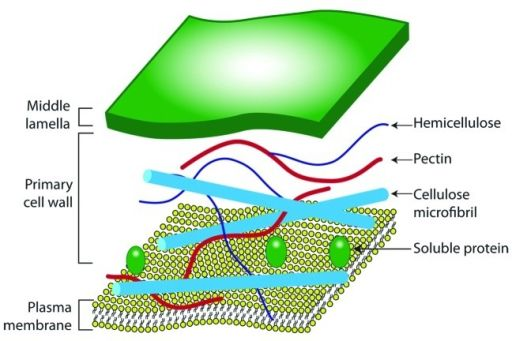 Middle
lamella
Hemicellulose
Pectin
Primary
cell wall
Cellulose
microfibril
Soluble protein
Plasma
membrane